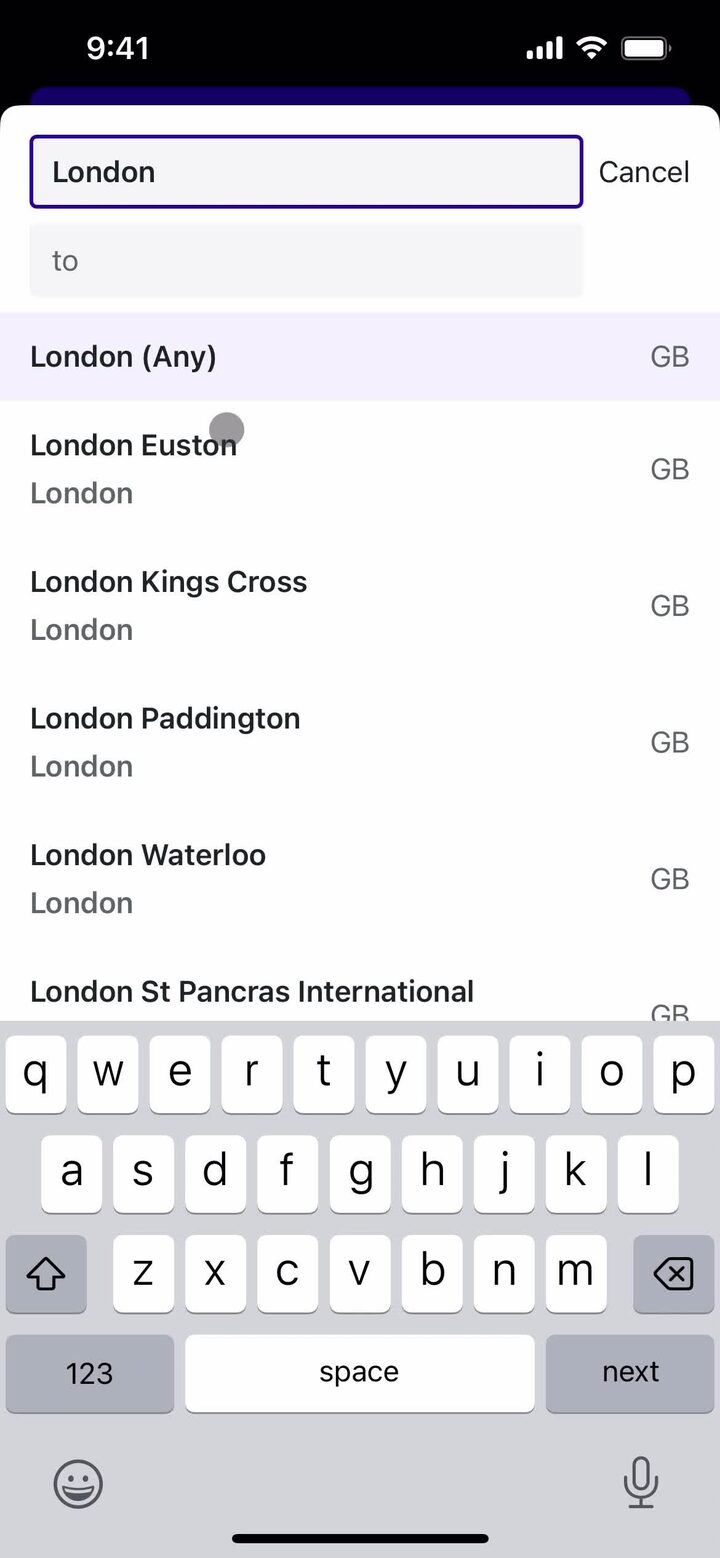 9:41
London
Cancel
to
London (Any)
GB
London Euston
London
GB
London Kings Cross
London
GB
London Paddington
London
GB
London Waterloo
London
GB
London St Pancras International
GB
q w e r t y u i o p
a s d f g h j k l
z x c v b n m
123
space
next